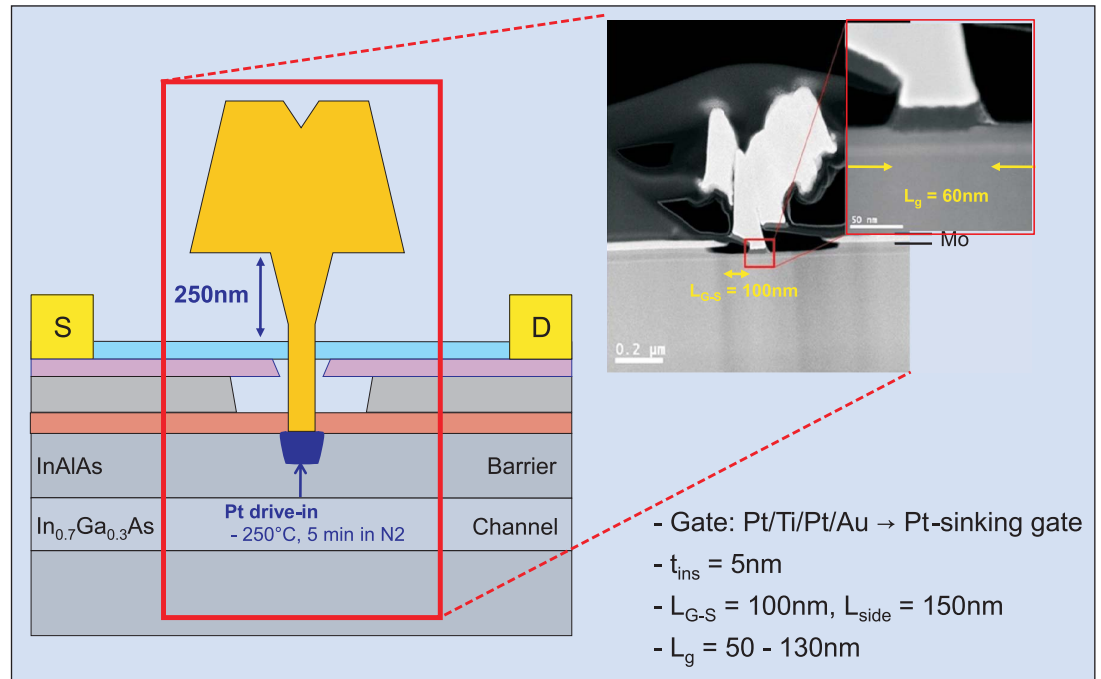 250nm
S
D
InAlAs
Barrier
In0.7Ga0.3As
Channel
Pt drive-in
- 250°C, 5 min in N2
Lg = 60nm
50 nm
Mo
LG-S = 100nm
0.2 μm
- Gate: Pt/Ti/Pt/Au → Pt-sinking gate
- tins = 5nm
- LG-S = 100nm, Lside = 150nm
- Lg = 50 - 130nm